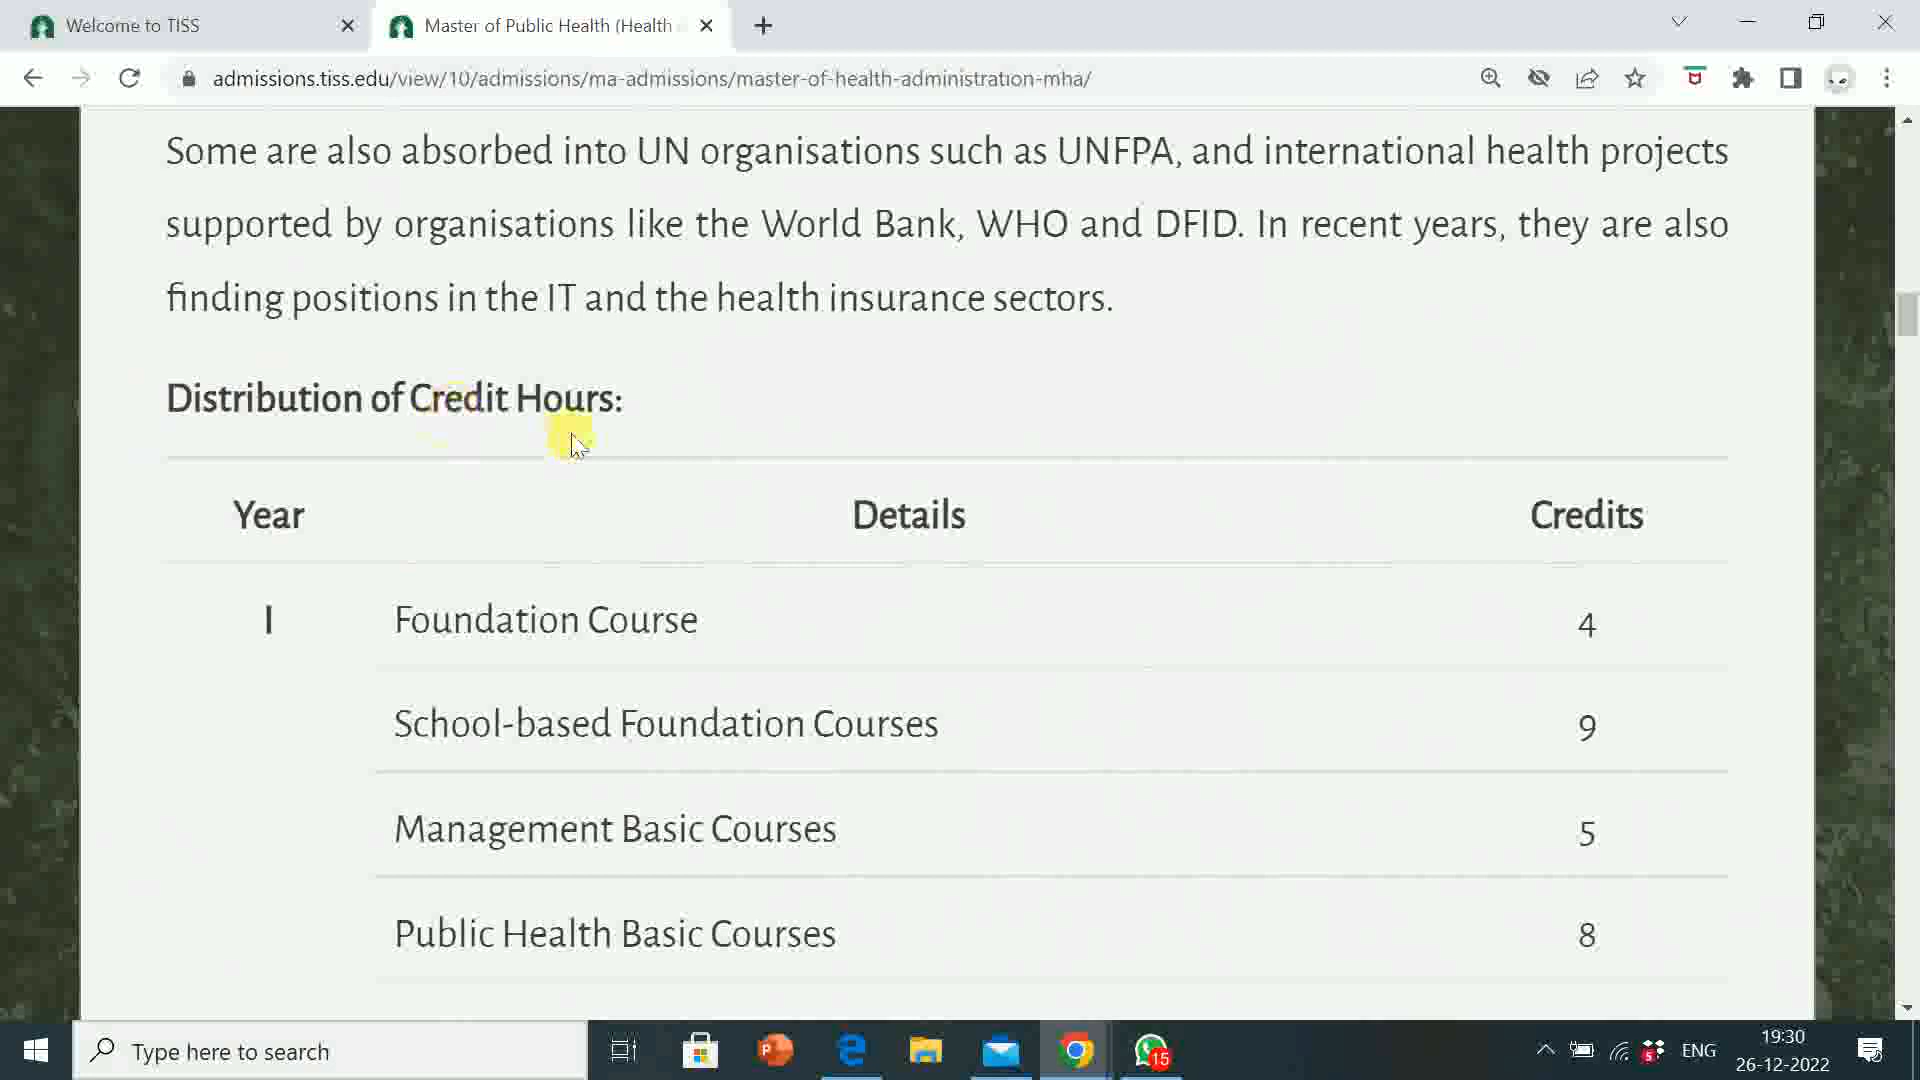 Welcome to TISS
Master of Public Health (Health
admissions.tiss.edu/view/10/admissions/ma-admissions/master-of-health-administration-mha/
Some are also absorbed into UN organisations such as UNFPA, and international health projects
supported by organisations like the World Bank, WHO and DFID. In recent years, they are also
finding positions in the IT and the health insurance sectors.
Distribution of Credit Hours:
Year Details Credits
I Foundation Course 4
School-based Foundation Courses 9
Management Basic Courses 5
Public Health Basic Courses 8
Type here to search
15
5
ENG
19:30
26-12-2022